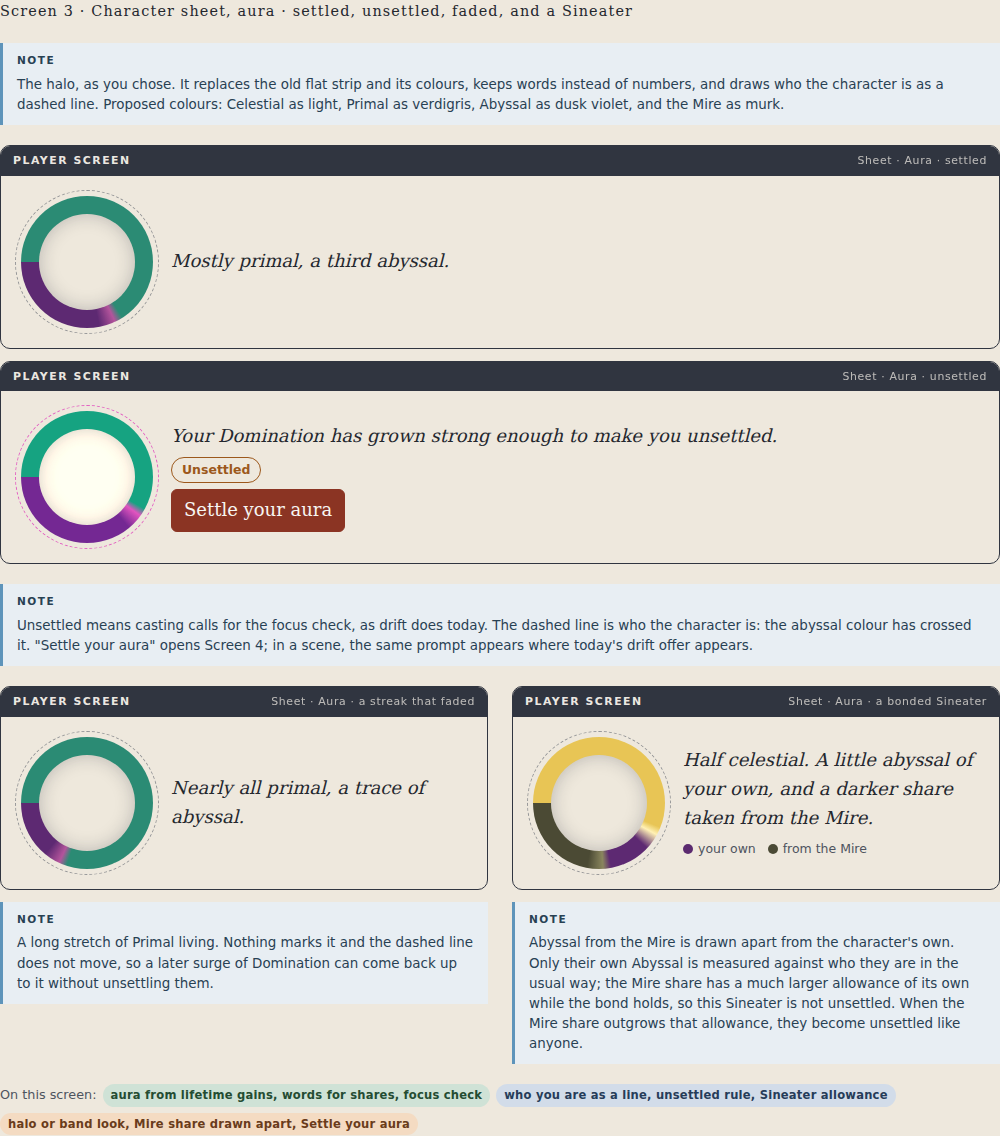 Screen 3 · Character sheet, aura · settled, unsettled, faded, and a Sineater
NOTE
The halo, as you chose. It replaces the old flat strip and its colours, keeps words instead of numbers, and draws who the character is as a
dashed line. Proposed colours: Celestial as light, Primal as verdigris, Abyssal as dusk violet, and the Mire as murk.
PLAYER SCREEN
Sheet · Aura · settled
Mostly primal, a third abyssal.
PLAYER SCREEN
Sheet · Aura · unsettled
Your Domination has grown strong enough to make you unsettled.
Unsettled
Settle your aura
NOTE
Unsettled means casting calls for the focus check, as drift does today. The dashed line is who the character is: the abyssal colour has crossed
it. "Settle your aura" opens Screen 4; in a scene, the same prompt appears where today's drift offer appears.
PLAYER SCREEN
Sheet · Aura · a streak that faded
Nearly all primal, a trace of
abyssal.
NOTE
A long stretch of Primal living. Nothing marks it and the dashed line
does not move, so a later surge of Domination can come back up
to it without unsettling them.
PLAYER SCREEN
Sheet · Aura · a bonded Sineater
Half celestial. A little abyssal of
your own, and a darker share
taken from the Mire.
your own from the Mire
NOTE
Abyssal from the Mire is drawn apart from the character's own.
Only their own Abyssal is measured against who they are in the
usual way; the Mire share has a much larger allowance of its own
while the bond holds, so this Sineater is not unsettled. When the
Mire share outgrows that allowance, they become unsettled like
anyone.
On this screen: aura from lifetime gains, words for shares, focus check who you are as a line, unsettled rule, Sineater allowance
halo or band look, Mire share drawn apart, Settle your aura